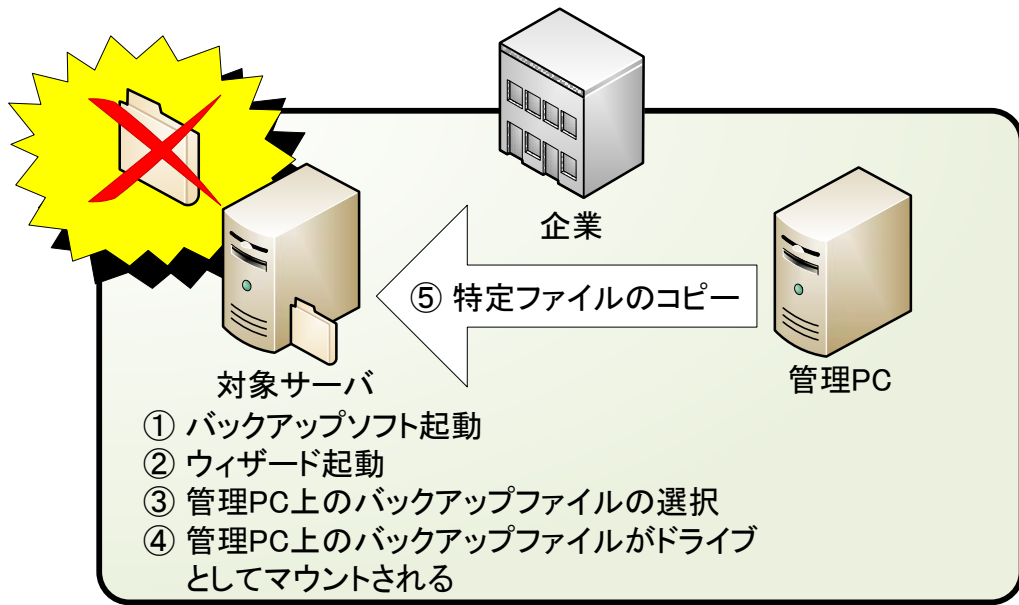 企業
⑤ 特定ファイルのコピー
対象サーバ
管理PC
① バックアップソフト起動
② ウィザード起動
③ 管理PC上のバックアップファイルの選択
④ 管理PC上のバックアップファイルがドライブ
としてマウントされる